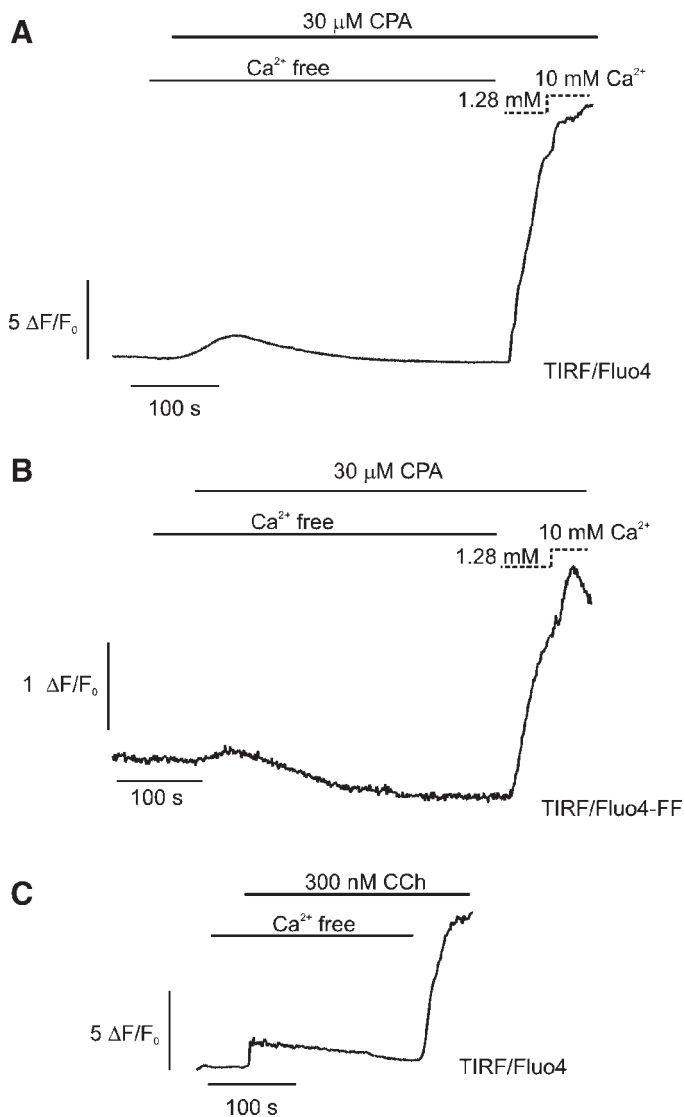 A
30 μM CPA
Ca²⁺ free
10 mM Ca²⁺
1.28 mM
5 ΔF/F₀
100 s
TIRF/Fluo4
B
30 μM CPA
Ca²⁺ free
10 mM Ca²⁺
1.28 mM
1 ΔF/F₀
100 s
TIRF/Fluo4-FF
C
300 nM CCh
Ca²⁺ free
5 ΔF/F₀
100 s
TIRF/Fluo4